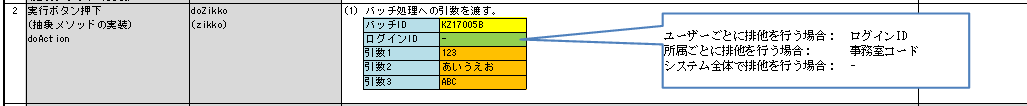 2 実行ボタン押下 doZikko (1) バッチ処理への引数を渡す。
(抽象メソッドの実装) (zikko)
doAction
バッチID KZ17005B
ログインID -
引数1 123
引数2 あいうえお
引数3 ABC
ユーザーごとに排他を行う場合： ログインID
所属ごとに排他を行う場合： 事務室コード
システム全体で排他を行う場合： -